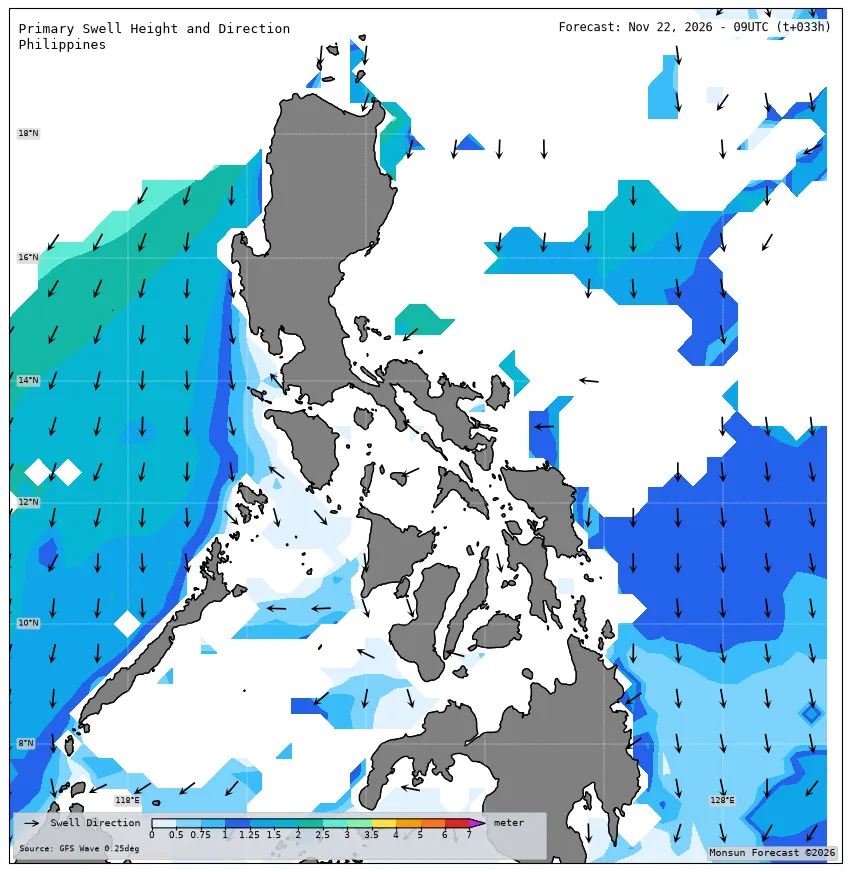 Primary Swell Height and Direction
Philippines
Forecast: Nov 22, 2026 - 09UTC (t+033h)
18°N
16°N
14°N
12°N
10°N
8°N
118°E
128°E
Swell Direction
0 0.5 0.75 1 1.25 1.5 2 2.5 3 3.5 4 5 6 7
meter
Source: GFS Wave 0.25deg
Monsun Forecast ©2026